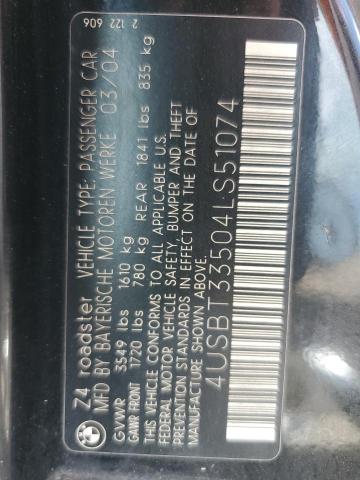 Z4 roadster
VEHICLE TYPE: PASSENGER CAR
2 122 606
MFD BY BAYERISCHE MOTOREN WERKE 03/04
GVWR 3549 lbs 1610 kg
GAWR FRONT 1720 lbs 780 kg REAR 1841 lbs 835 kg
THIS VEHICLE CONFORMS TO ALL APPLICABLE U.S.
FEDERAL MOTOR VEHICLE SAFETY, BUMPER AND THEFT
PREVENTION STANDARDS IN EFFECT ON THE DATE OF
MANUFACTURE SHOWN ABOVE.
4USBT33504LS51074